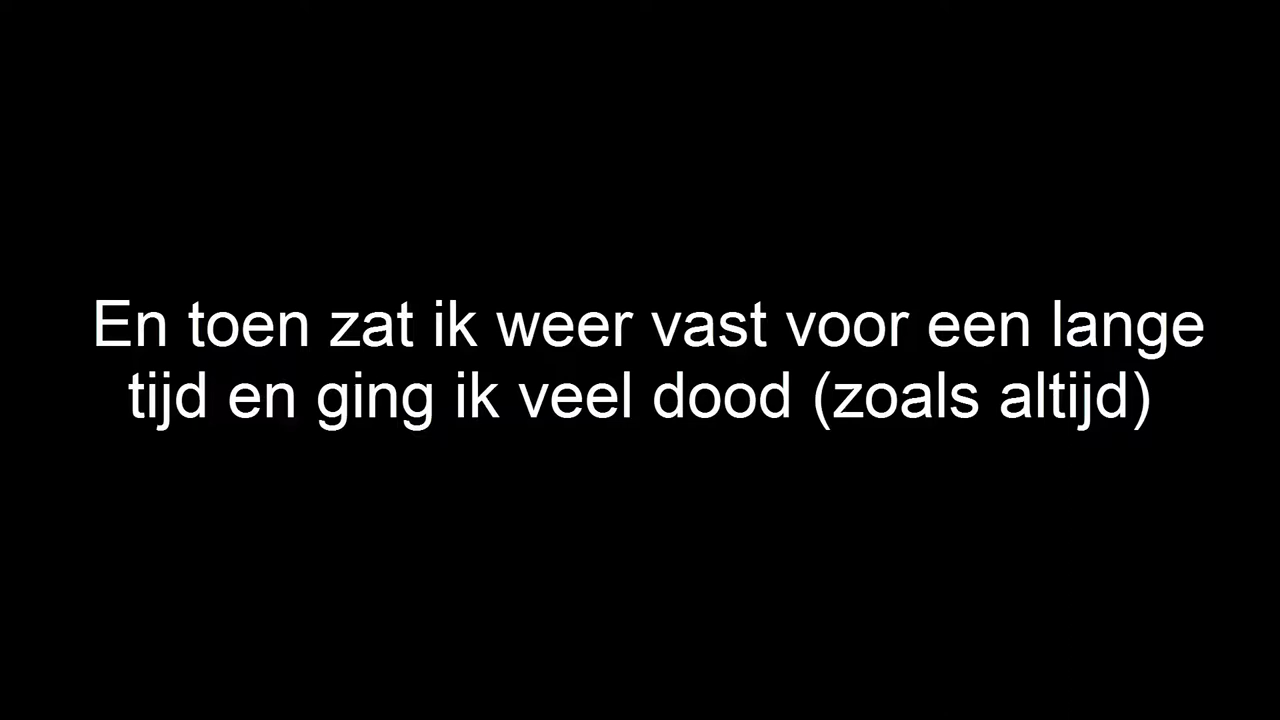 En toen zat ik weer vast voor een lange
tijd en ging ik veel dood (zoals altijd)